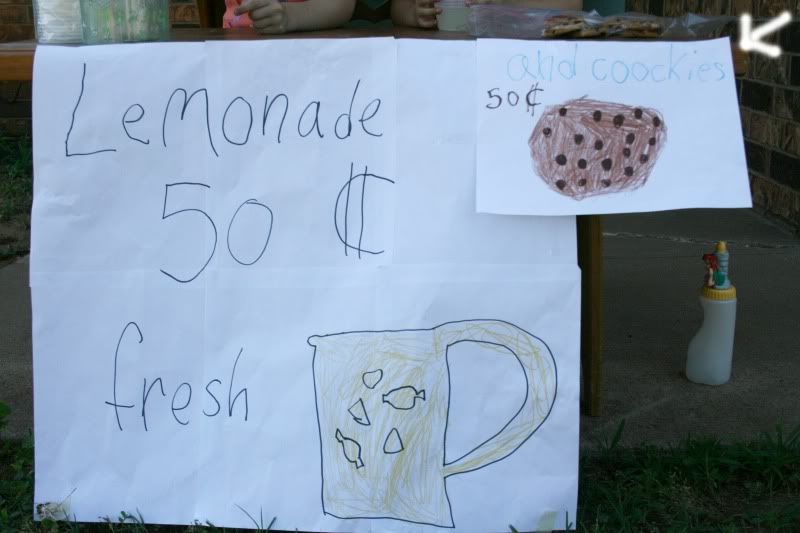 Lemonade
50 ¢
fresh
and coockies
50 ¢